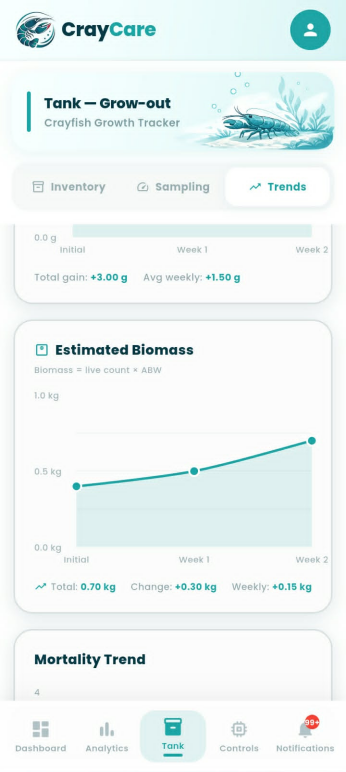 CrayCare
Tank — Grow-out
Crayfish Growth Tracker
Inventory
Sampling
Trends
0.0 g
Initial
Week 1
Week 2
Total gain: +3.00 g
Avg weekly: +1.50 g
Estimated Biomass
Biomass = live count × ABW
1.0 kg
0.5 kg
0.0 kg
Initial
Week 1
Week 2
Total: 0.70 kg
Change: +0.30 kg
Weekly: +0.15 kg
Mortality Trend
4
99+
Dashboard
Analytics
Tank
Controls
Notifications